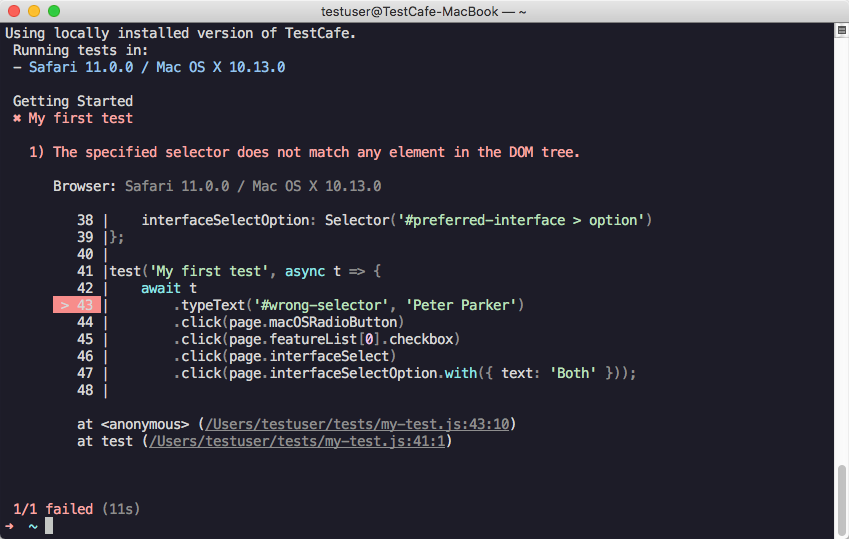 testuser@TestCafe-MacBook — ~
Using locally installed version of TestCafe.
Running tests in:
- Safari 11.0.0 / Mac OS X 10.13.0
Getting Started
✖ My first test
1) The specified selector does not match any element in the DOM tree.
Browser: Safari 11.0.0 / Mac OS X 10.13.0
38 |    interfaceSelectOption: Selector('#preferred-interface > option')
39 |};
40 |
41 |test('My first test', async t => {
42 |    await t
> 43 |        .typeText('#wrong-selector', 'Peter Parker')
44 |        .click(page.macOSRadioButton)
45 |        .click(page.featureList[0].checkbox)
46 |        .click(page.interfaceSelect)
47 |        .click(page.interfaceSelectOption.with({ text: 'Both' }));
48 |
at <anonymous> (/Users/testuser/tests/my-test.js:43:10)
at test (/Users/testuser/tests/my-test.js:41:1)
1/1 failed (11s)
➜ ~